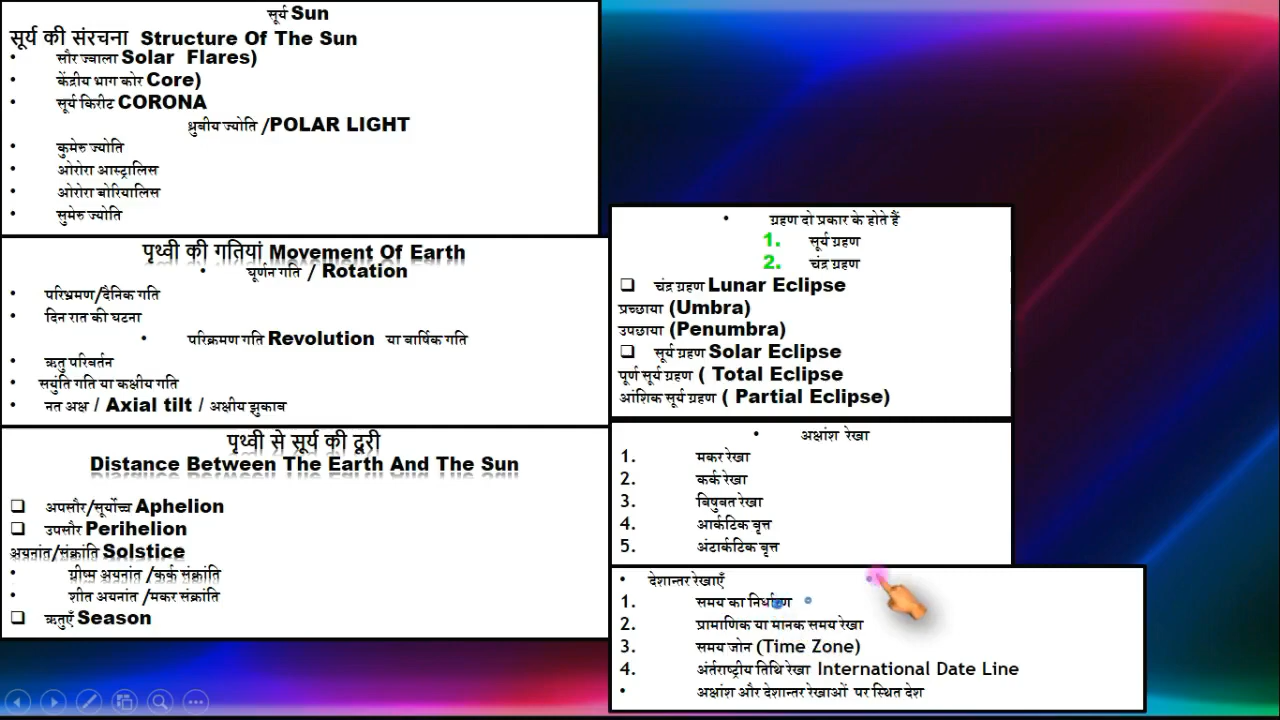 सूर्य Sun
सूर्य की संरचना Structure Of The Sun
• सौर ज्वाला Solar Flares)
• केंद्रीय भाग कोर Core)
• सूर्य किरीट CORONA
ध्रुबीय ज्योति /POLAR LIGHT
• कुमेरु ज्योति
• ओरोरा आस्ट्रालिस
• ओरोरा बोरियालिस
• सुमेरु ज्योति
पृथ्वी की गतियां Movement Of Earth
• घूर्णन गति / Rotation
• परिभ्रमण/दैनिक गति
• दिन रात की घटना
• परिक्रमण गति Revolution या बार्षिक गति
• ऋतु परिबर्तन
• सयुंति गति या कक्षीय गति
• नत अक्ष / Axial tilt / अक्षीय झुकाब
पृथ्वी से सूर्य की दूरी
Distance Between The Earth And The Sun
❑ अपसौर/सूर्योच्च Aphelion
❑ उपसौर Perihelion
अयनांत/संक्रांति Solstice
• ग्रीष्म अयनांत /कर्क संक्रांति
• शीत अयनांत /मकर संक्रांति
❑ ऋतुएँ Season
• ग्रहण दो प्रकार के होते हैं
1. सूर्य ग्रहण
2. चंद्र ग्रहण
❑ चंद्र ग्रहण Lunar Eclipse
प्रच्छाया (Umbra)
उपछाया (Penumbra)
❑ सूर्य ग्रहण Solar Eclipse
पूर्ण सूर्य ग्रहण ( Total Eclipse
आंशिक सूर्य ग्रहण ( Partial Eclipse)
• अक्षांश रेखा
1. मकर रेखा
2. कर्क रेखा
3. बिषुबत रेखा
4. आर्कटिक बृत्त
5. अंटार्कटिक बृत्त
• देशान्तर रेखाएँ
1. समय का निर्धारण
2. प्रामाणिक या मानक समय रेखा
3. समय जोन (Time Zone)
4. अंर्तराष्ट्रीय तिथि रेखा International Date Line
• अक्षांश और देशान्तर रेखाओं पर स्थित देश